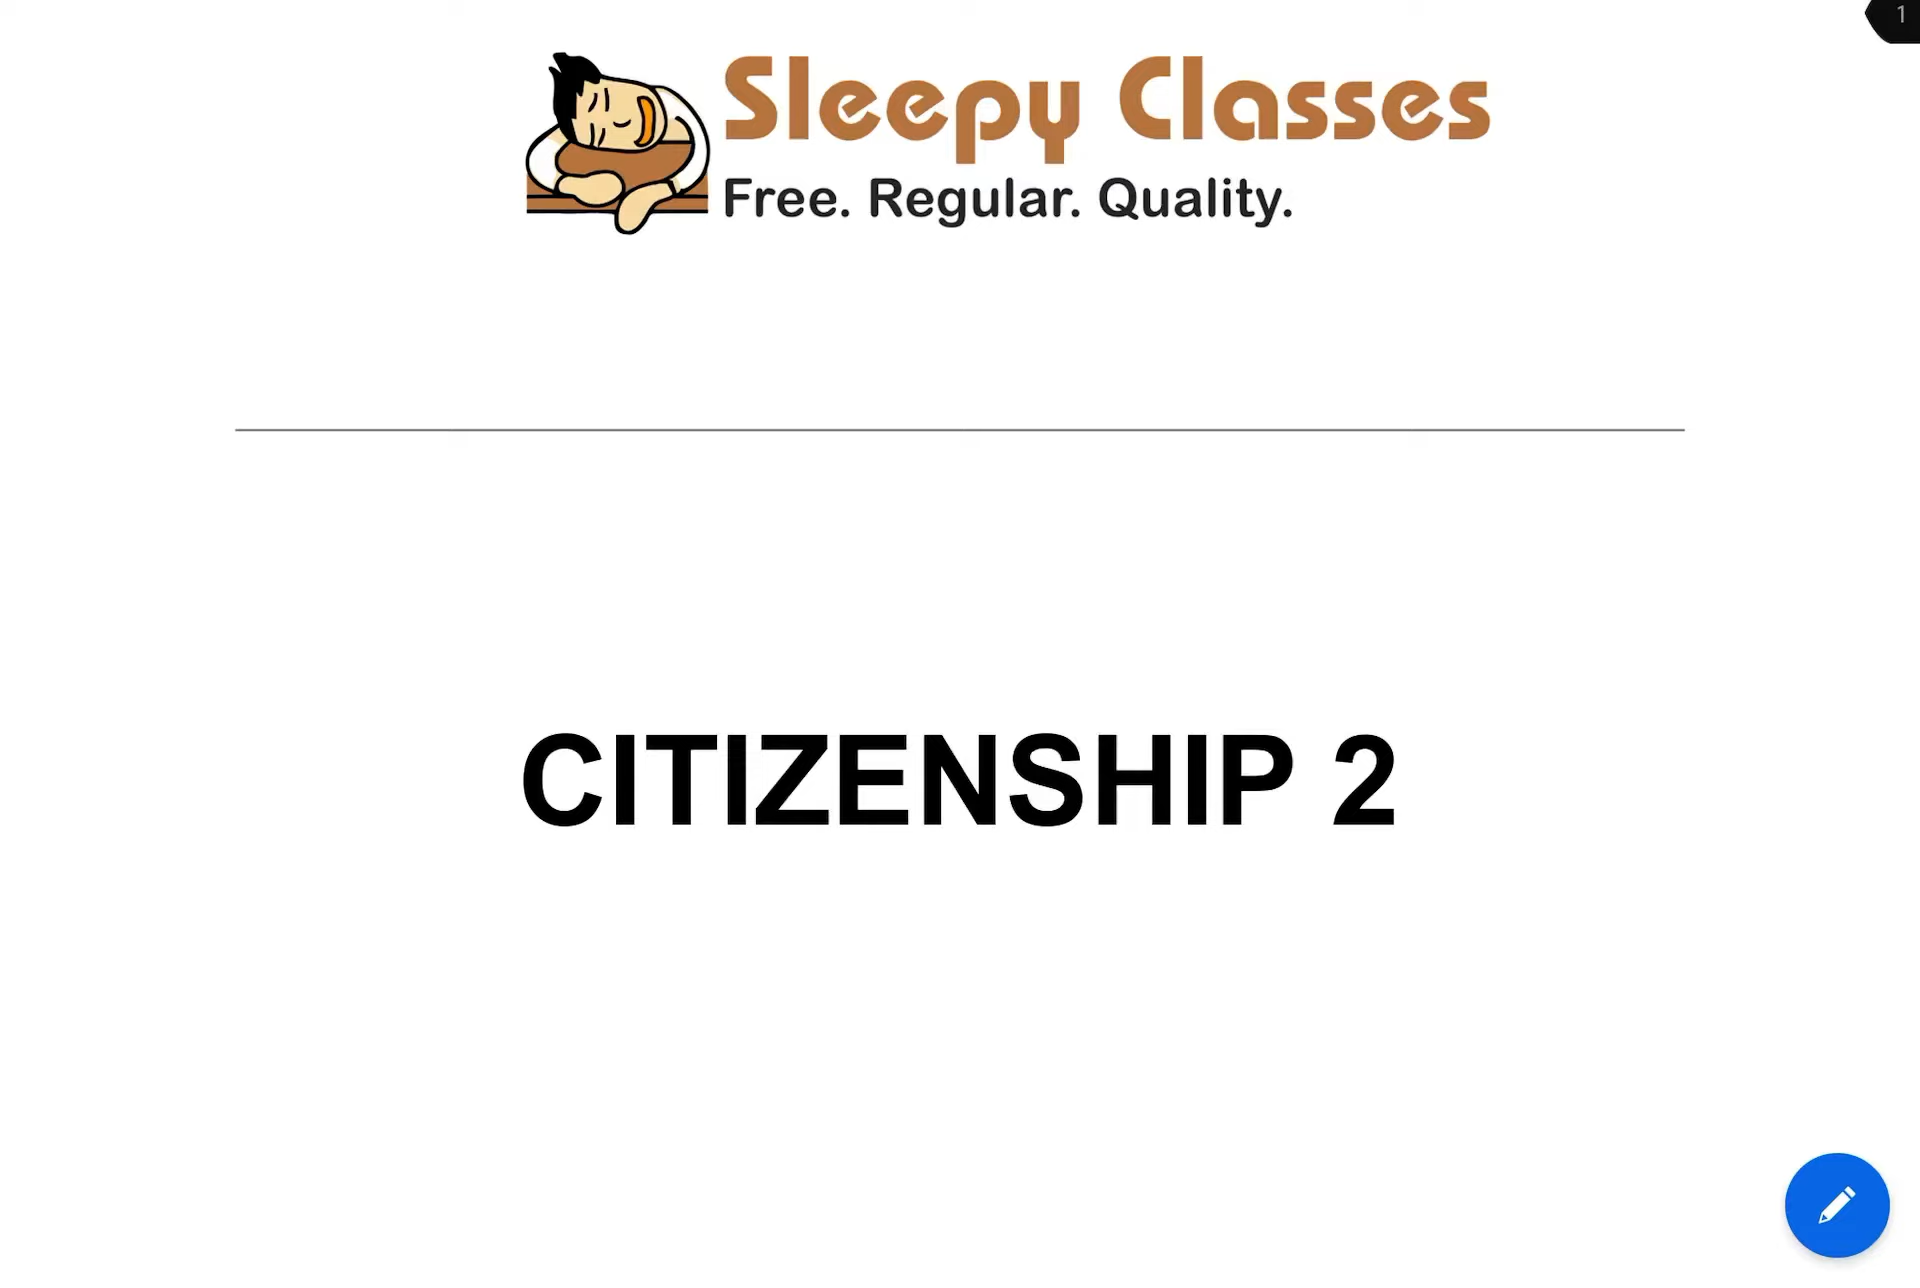 1
Sleepy Classes
Free. Regular. Quality.
CITIZENSHIP 2